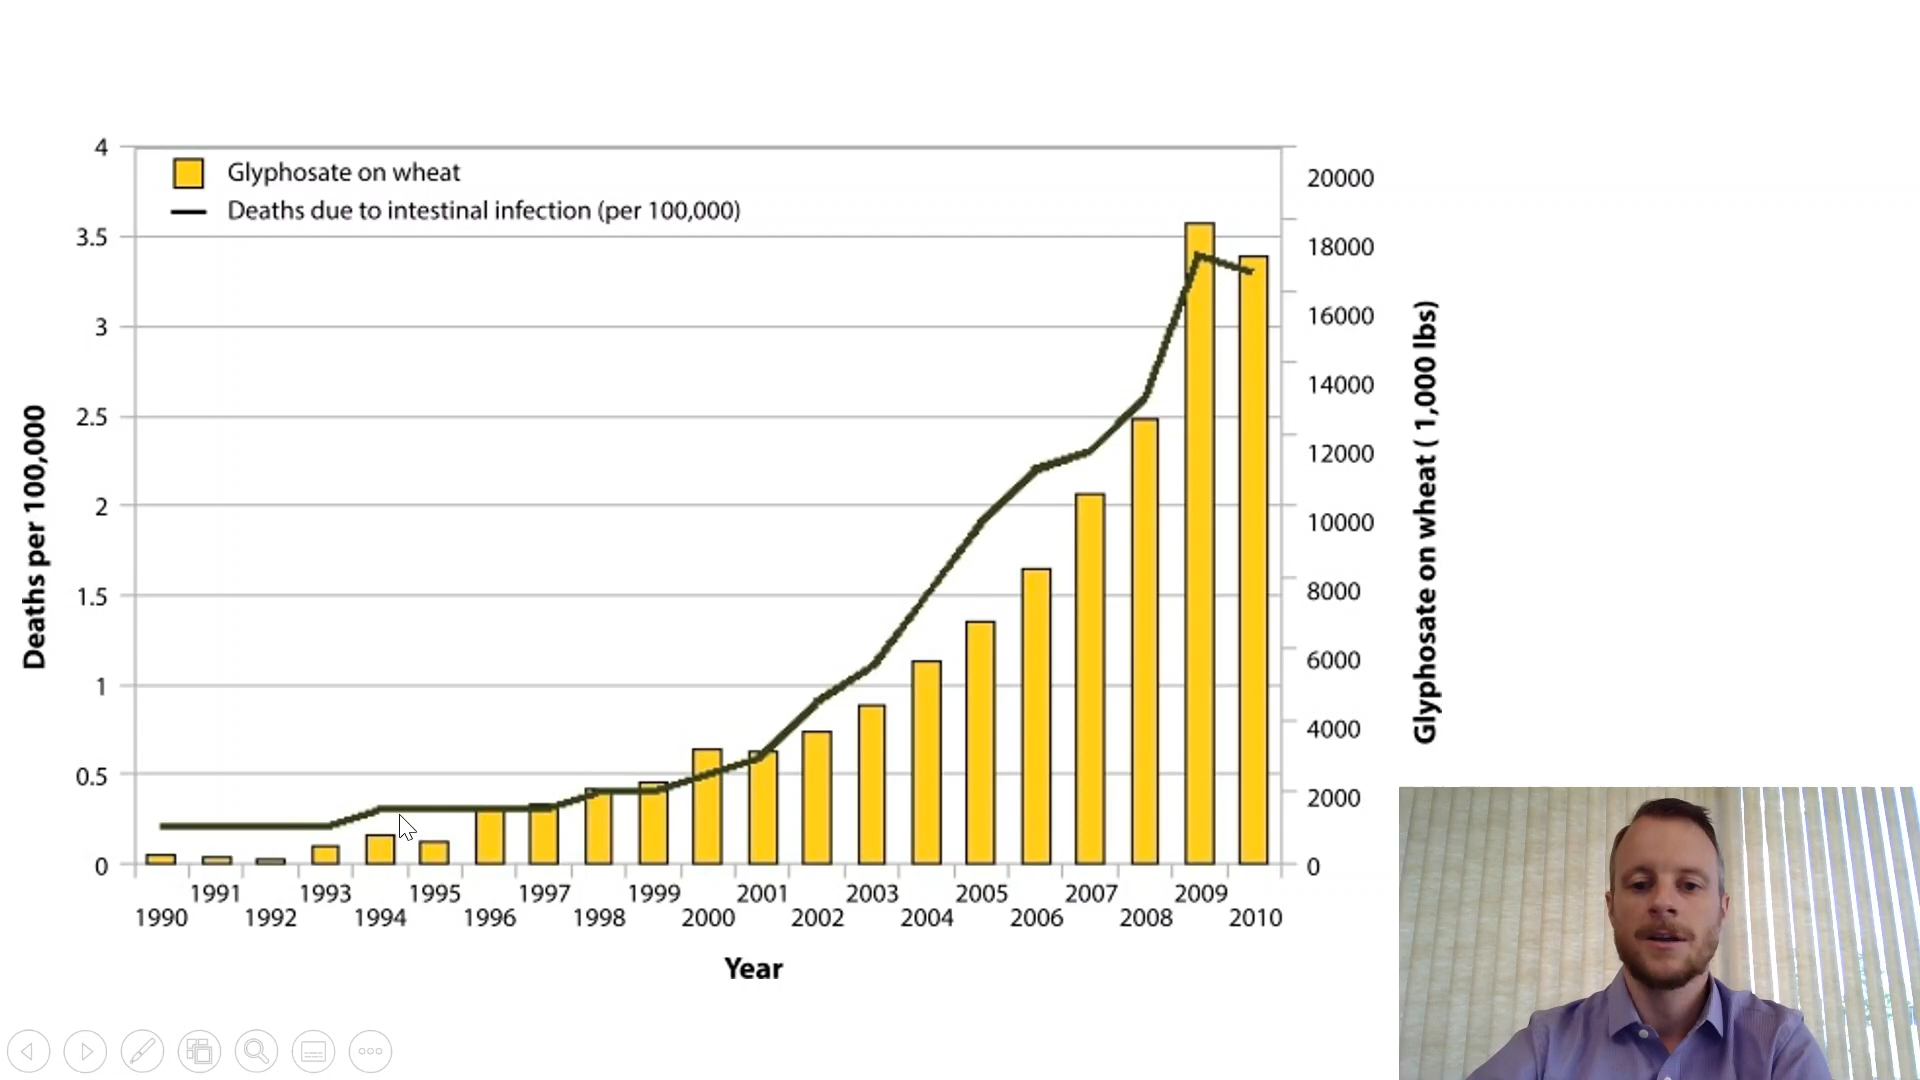 Glyphosate on wheat
Deaths due to intestinal infection (per 100,000)
Deaths per 100,000
4
3.5
3
2.5
2
1.5
1
0.5
0
20000
18000
16000
14000
12000
10000
8000
6000
4000
2000
0
Glyphosate on wheat ( 1,000 lbs)
1991 1993 1995 1997 1999 2001 2003 2005 2007 2009
1990 1992 1994 1996 1998 2000 2002 2004 2006 2008 2010
Year